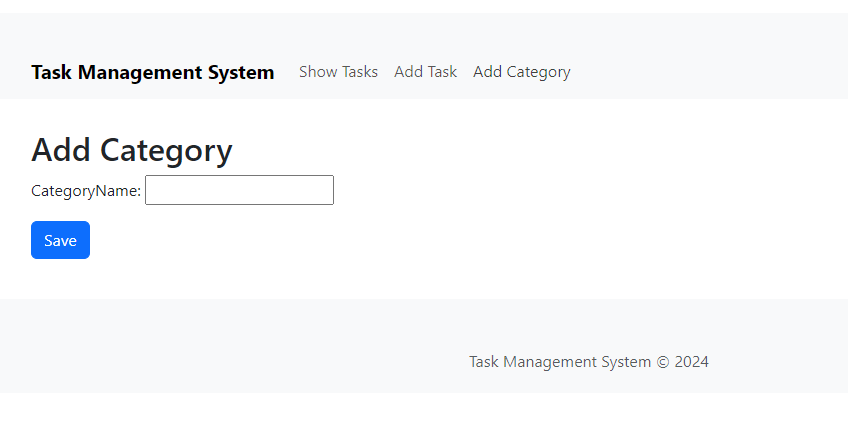 Task Management System Show Tasks Add Task Add Category
Add Category
CategoryName:
Save
Task Management System © 2024